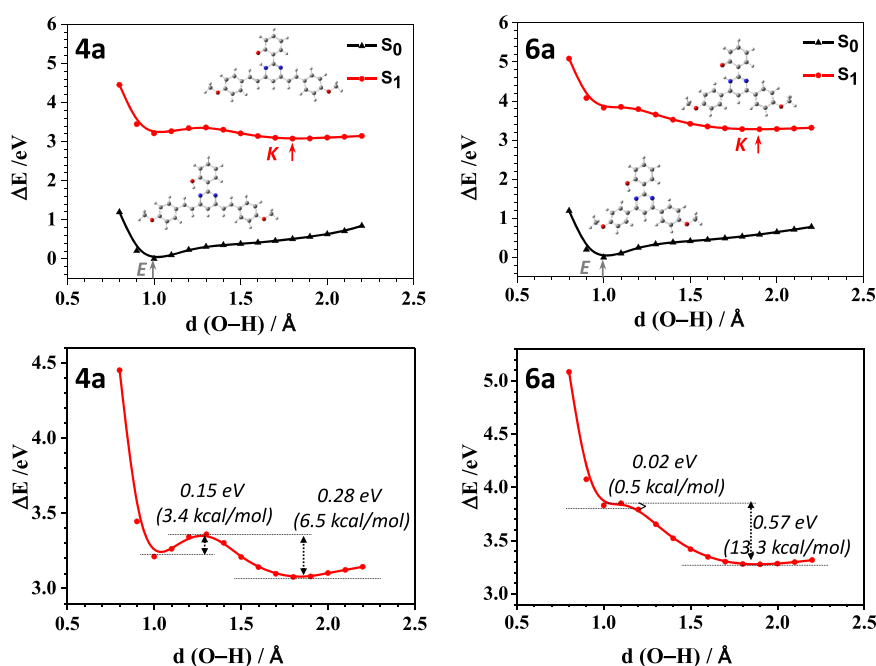 4a
S₀
S₁
K
E
6
5
4
3
2
1
0
ΔE /eV
0.5
1.0
1.5
2.0
2.5
d (O–H) / Å
6a
S₀
S₁
K
E
6
5
4
3
2
1
0
ΔE /eV
0.5
1.0
1.5
2.0
2.5
d (O–H) / Å
4a
0.15 eV
(3.4 kcal/mol)
0.28 eV
(6.5 kcal/mol)
4.5
4.0
3.5
3.0
ΔE /eV
0.5
1.0
1.5
2.0
2.5
d (O–H) / Å
6a
0.02 eV
(0.5 kcal/mol)
0.57 eV
(13.3 kcal/mol)
5.0
4.5
4.0
3.5
3.0
ΔE /eV
0.5
1.0
1.5
2.0
2.5
d (O–H) / Å